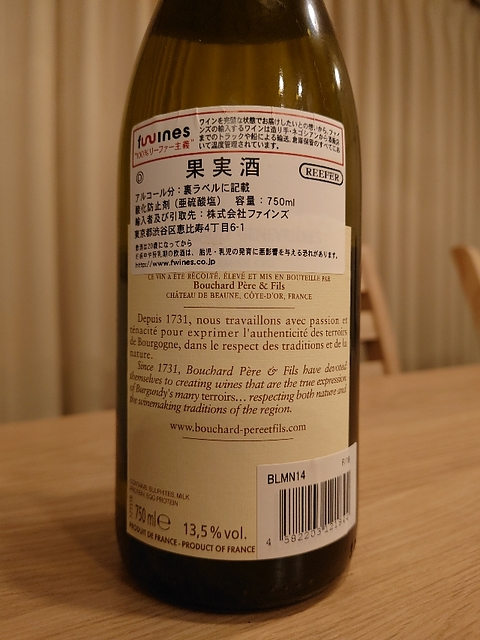 fwines
"100%リーファー主義"
ワインを完璧な状態でお届けしたいとの想いから、ファイ
ンズの輸入するワインは造り手・ネゴシアンから
までのトラックや船による輸送、倉庫保管のすべてにお
いて温度管理されています。
D
果実酒
REEFER
アルコール分：裏ラベルに記載
酸化防止剤（亜硫酸塩） 容量：750ml
輸入者及び引取先：株式会社ファインズ
東京都渋谷区恵比寿4丁目6-1
飲酒は20歳になってから
妊娠中や授乳期の飲酒は、胎児・乳児の発育に悪影響を与える恐れがあります。
http://www.fwines.co.jp
CE VIN A ÉTÉ RÉCOLTÉ, ÉLEVÉ ET MIS EN BOUTEILLE PAR
Bouchard Père & Fils
CHÂTEAU DE BEAUNE, CÔTE-D'OR, FRANCE
Depuis 1731, nous travaillons avec passion et
ténacité pour exprimer l'authenticité des terroirs
de Bourgogne, dans le respect des traditions et de la
nature.
Since 1731, Bouchard Père & Fils have devoted
themselves to creating wines that are the true expression
of Burgundy's many terroirs... respecting both nature and
the winemaking traditions of the region.
www.bouchard-pereetfils.com
CONTAINS SULPHITES, MILK
PROTEIN, EGG PROTEIN
750 ml e 13,5% vol.
PRODUIT DE FRANCE - PRODUCT OF FRANCE
BLMN14